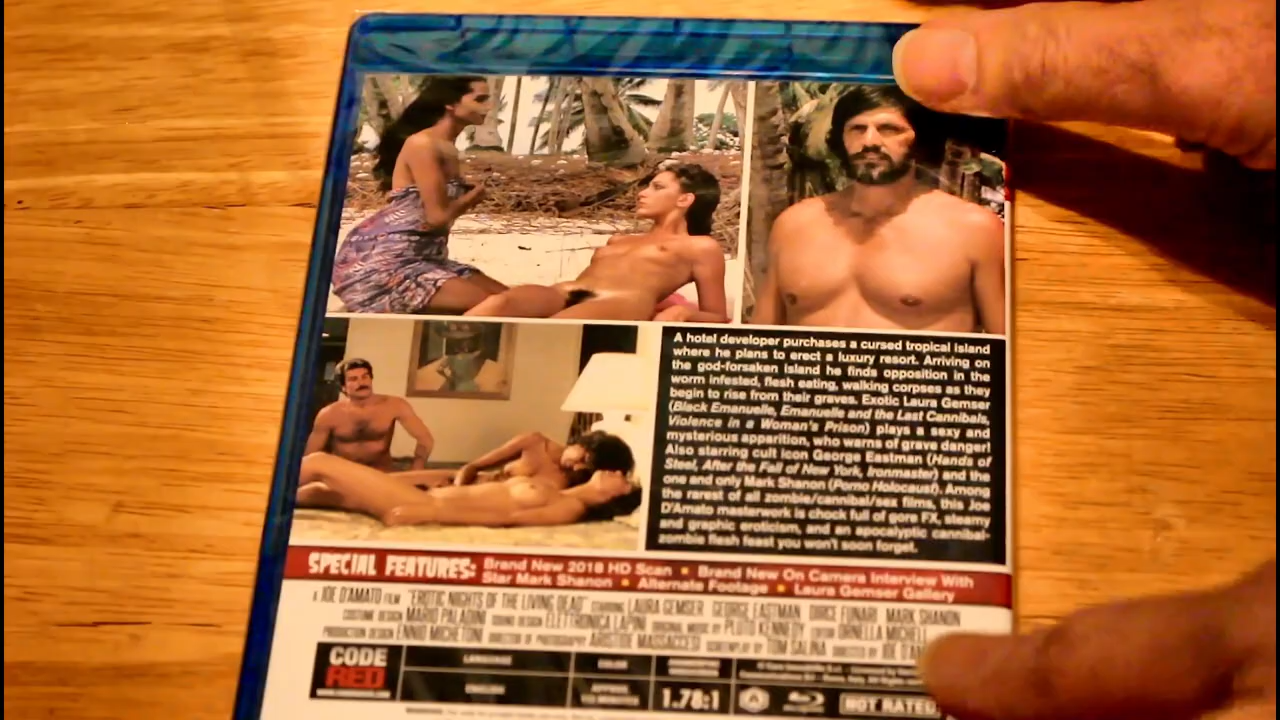 A hotel developer purchases a cursed tropical island
where he plans to erect a luxury resort. Arriving on
the god-forsaken island he finds opposition in the
worm infested, flesh eating, walking corpses as they
begin to rise from their graves. Exotic Laura Gemser
(Black Emanuelle, Emanuelle and the Last Cannibals,
Violence in a Woman's Prison) plays a sexy and
mysterious apparition, who warns of grave danger!
Also starring cult icon George Eastman (Hands of
Steel, After the Fall of New York, Ironmaster) and the
one and only Mark Shanon (Porno Holocaust). Among
the rarest of all zombie/cannibal/sex films, this Joe
D'Amato masterwork is chock full of gore FX, steamy
and graphic eroticism, and an apocalyptic cannibal-
zombie flesh feast you won't soon forget.
SPECIAL FEATURES: Brand New 2018 HD Scan • Brand New On Camera Interview With
Star Mark Shanon • Alternate Footage • Laura Gemser Gallery
A JOE D'AMATO FILM "EROTIC NIGHTS OF THE LIVING DEAD" STARRING LAURA GEMSER GEORGE EASTMAN DIRCE FUNARI MARK SHANON
COSTUME DESIGN MARIO PALADINI SOUND DESIGN ELETTRONICA LAPINI ORIGINAL MUSIC BY PLUTO KENNEDY EDITOR ORNELLA MICHELI
PRODUCTION DESIGN ENNIO MICHETONI DIRECTOR OF PHOTOGRAPHY ARISTIDE MASSACCESI SCREENPLAY BY TOM SALINA DIRECTED BY JOE D'AM
CODE
RED
LANGUAGE
ENGLISH
COLOR
1.78:1
NOT RATED